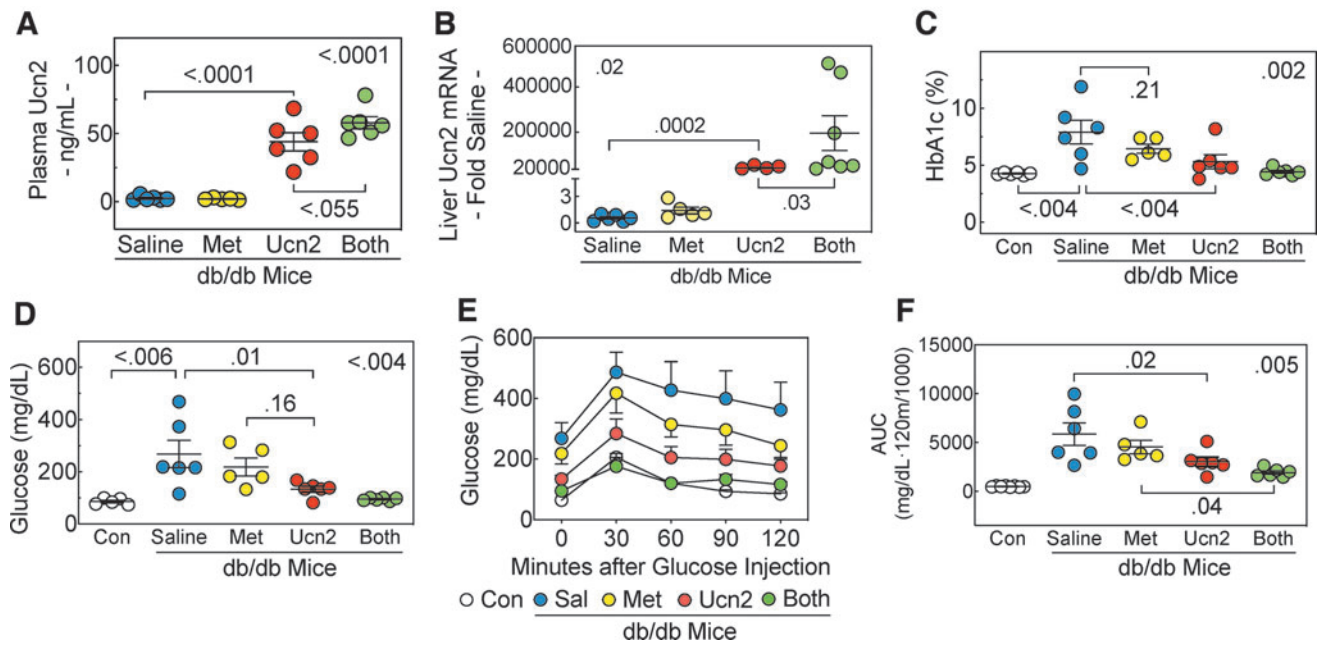 A
Plasma Ucn2
- ng/mL -
100
50
0
<.0001
<.0001
<.055
Saline Met Ucn2 Both
db/db Mice
B
Liver Ucn2 mRNA
- Fold Saline -
600000
400000
200000
20000
3
0
.02
.0002
.03
Saline Met Ucn2 Both
db/db Mice
C
HbA1c (%)
10
5
0
.21
.002
<.004
<.004
Con Saline Met Ucn2 Both
db/db Mice
D
Glucose (mg/dL)
600
400
200
0
<.006
.01
<.004
.16
Con Saline Met Ucn2 Both
db/db Mice
E
Glucose (mg/dL)
600
400
200
0
0 30 60 90 120
Minutes after Glucose Injection
Con Sal Met Ucn2 Both
db/db Mice
F
AUC
(mg/dL·120m/1000)
15000
10000
5000
0
.02
.005
.04
Con Saline Met Ucn2 Both
db/db Mice